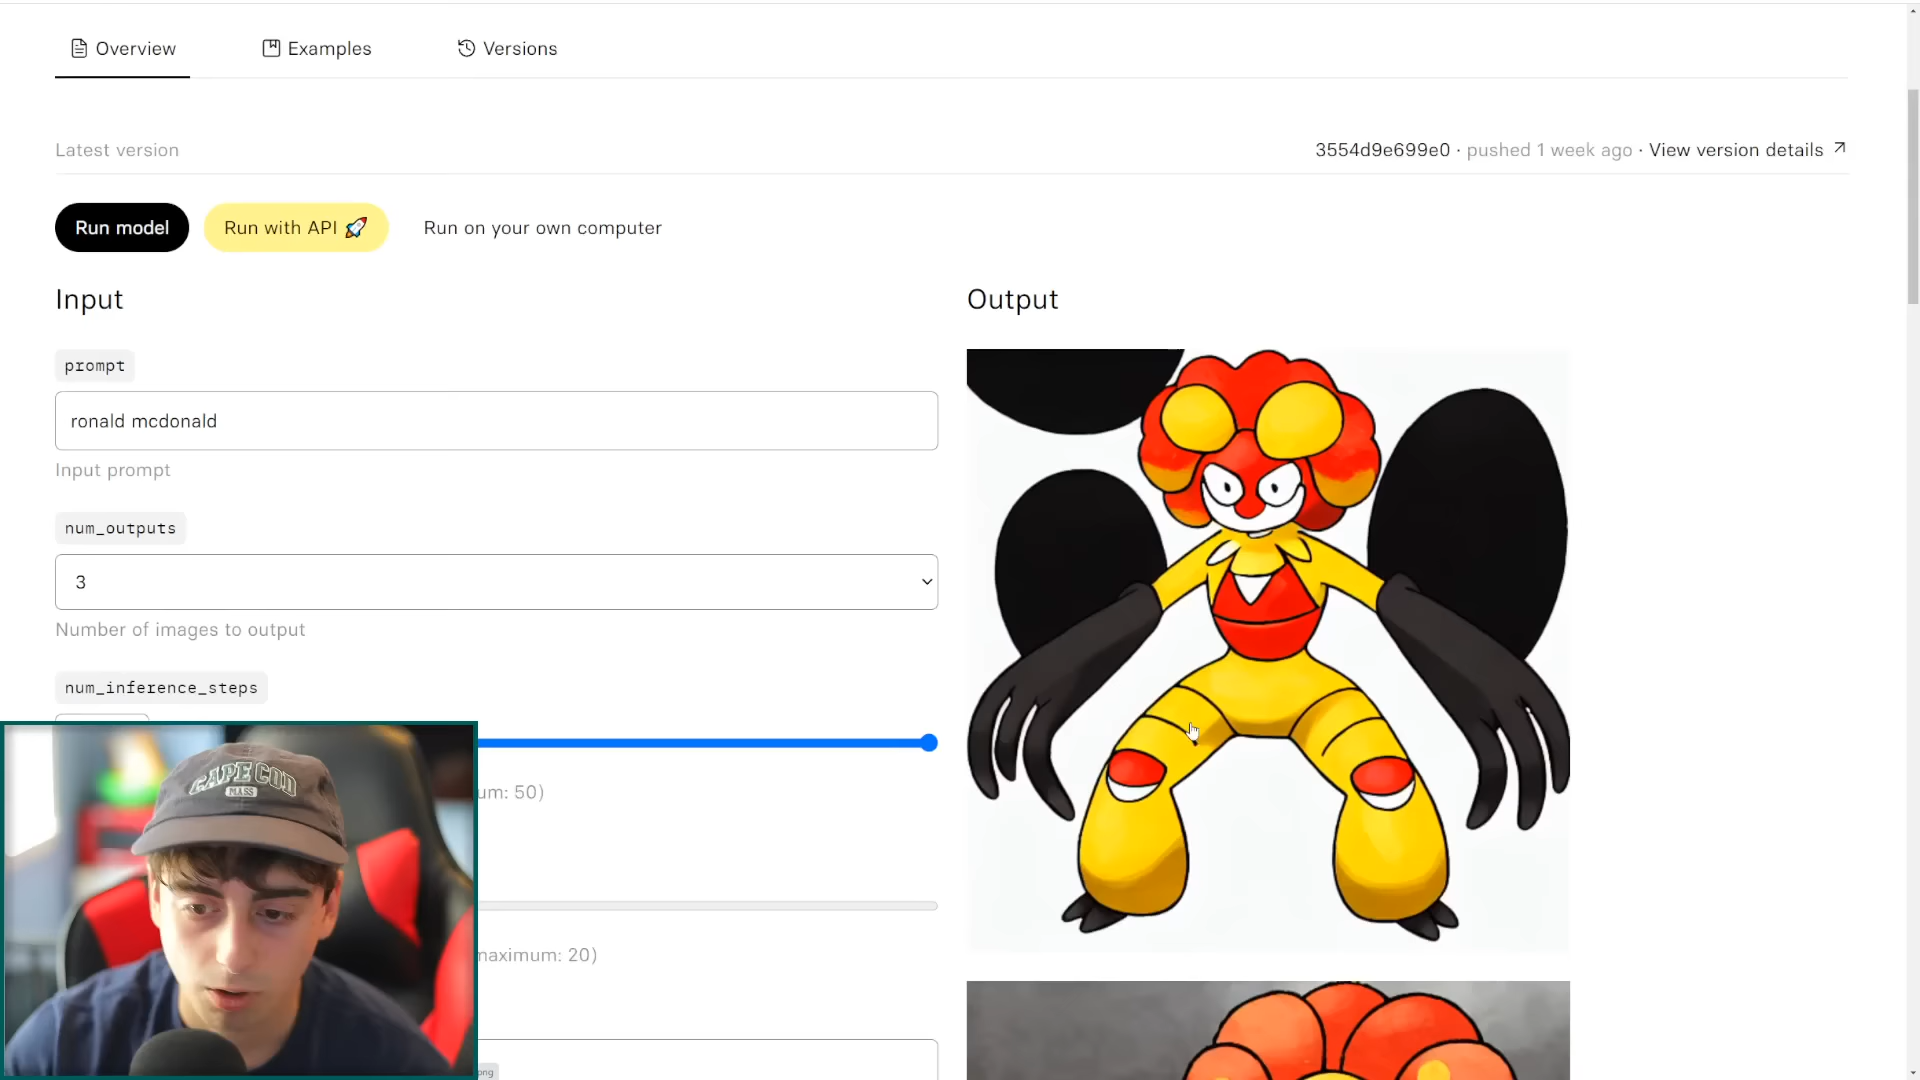 Overview
Examples
Versions
Latest version
3554d9e699e0 · pushed 1 week ago · View version details
Run model
Run with API 🚀
Run on your own computer
Input
Output
prompt
ronald mcdonald
Input prompt
num_outputs
3
Number of images to output
num_inference_steps
um: 50)
CAPE COD
MASS
naximum: 20)
png